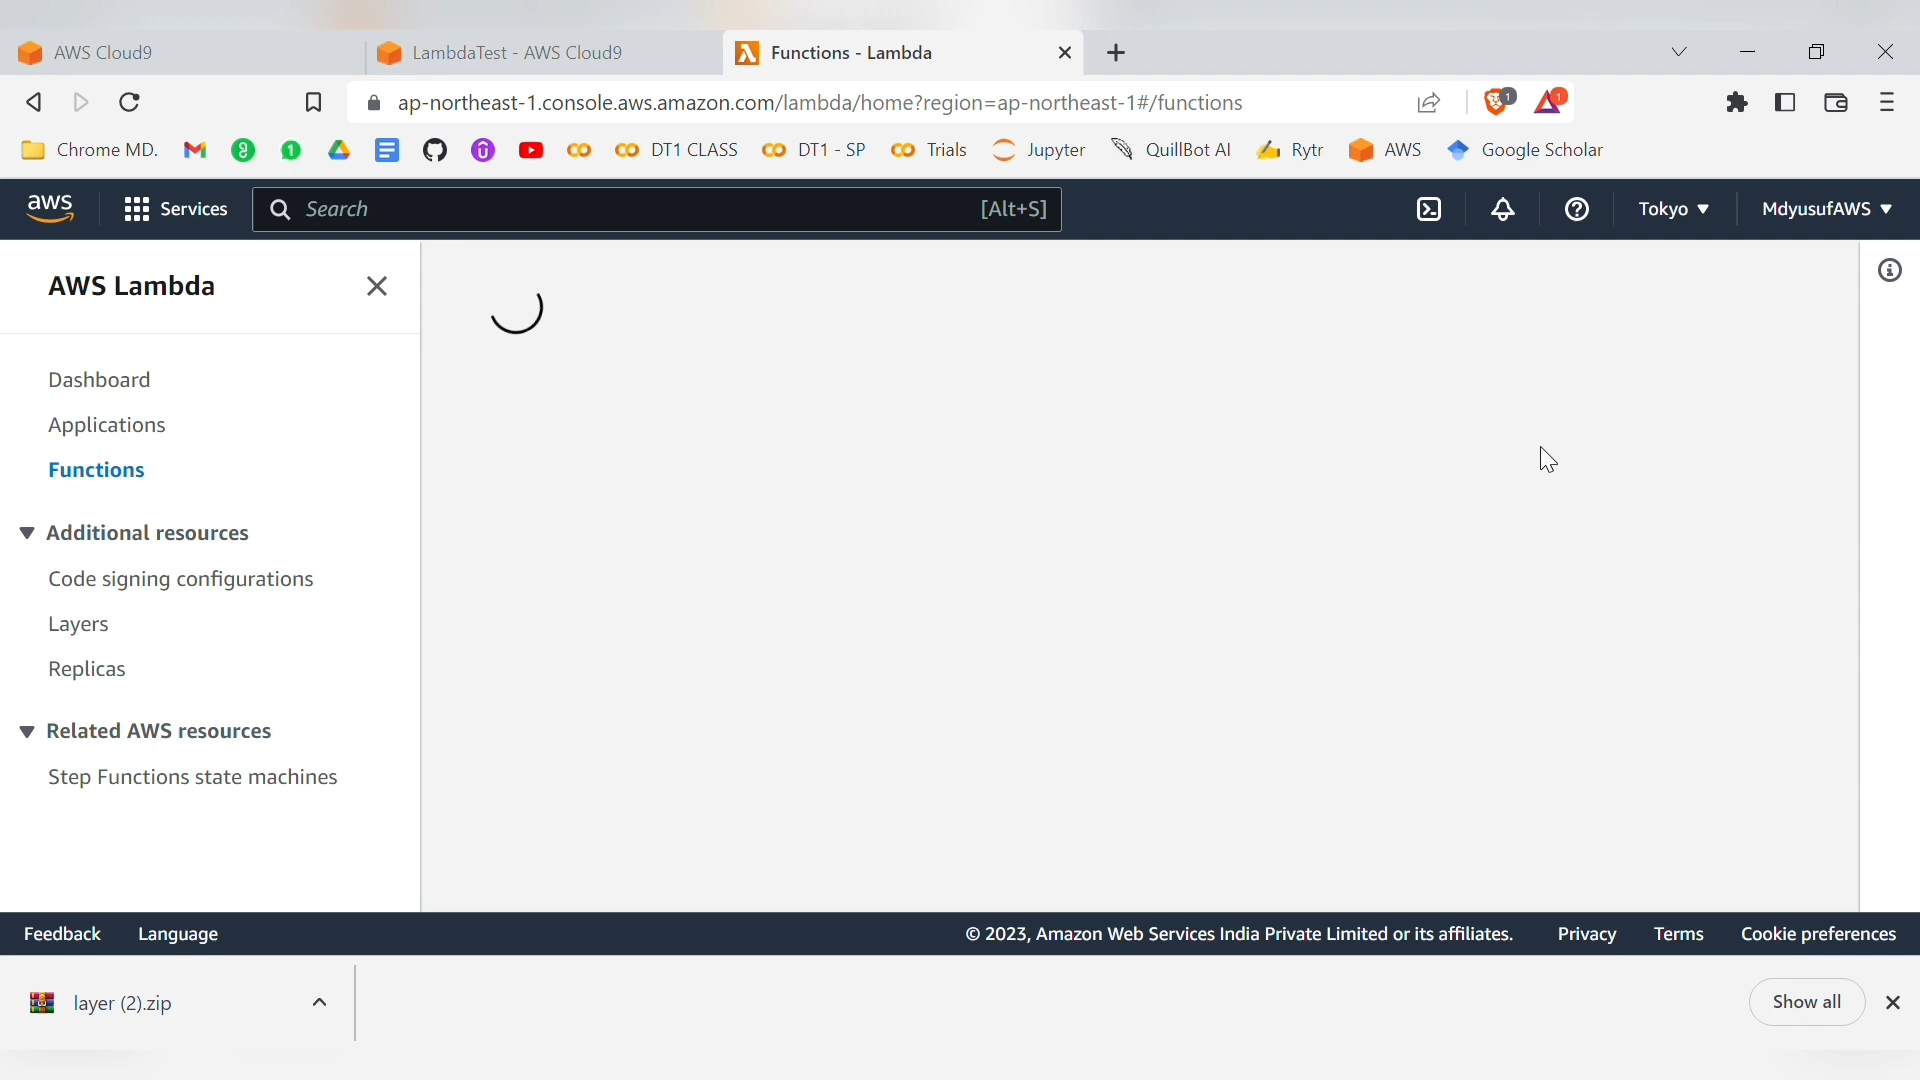 AWS Cloud9
LambdaTest - AWS Cloud9
Functions - Lambda
ap-northeast-1.console.aws.amazon.com/lambda/home?region=ap-northeast-1#/functions
1
1
Chrome MD.
DT1 CLASS
DT1 - SP
Trials
Jupyter
QuillBot AI
Rytr
AWS
Google Scholar
aws
Services
Search
[Alt+S]
Tokyo
MdyusufAWS
AWS Lambda
Dashboard
Applications
Functions
Additional resources
Code signing configurations
Layers
Replicas
Related AWS resources
Step Functions state machines
Feedback
Language
© 2023, Amazon Web Services India Private Limited or its affiliates.
Privacy
Terms
Cookie preferences
layer (2).zip
Show all